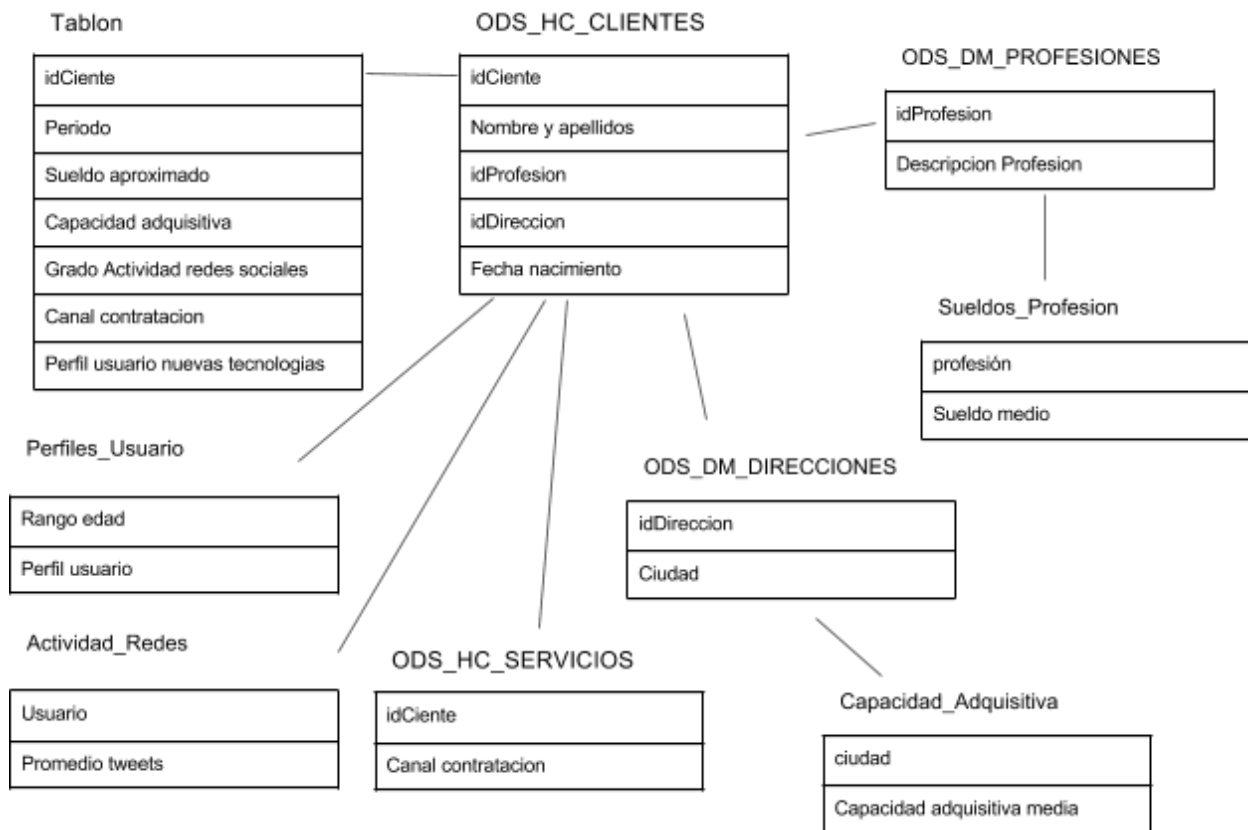 Tablon
idCiente
Periodo
Sueldo aproximado
Capacidad adquisitiva
Grado Actividad redes sociales
Canal contratacion
Perfil usuario nuevas tecnologias
ODS_HC_CLIENTES
idCiente
Nombre y apellidos
idProfesion
idDireccion
Fecha nacimiento
ODS_DM_PROFESIONES
idProfesion
Descripcion Profesion
Sueldos_Profesion
profesión
Sueldo medio
Perfiles_Usuario
Rango edad
Perfil usuario
ODS_DM_DIRECCIONES
idDireccion
Ciudad
Actividad_Redes
Usuario
Promedio tweets
ODS_HC_SERVICIOS
idCiente
Canal contratacion
Capacidad_Adquisitiva
ciudad
Capacidad adquisitiva media